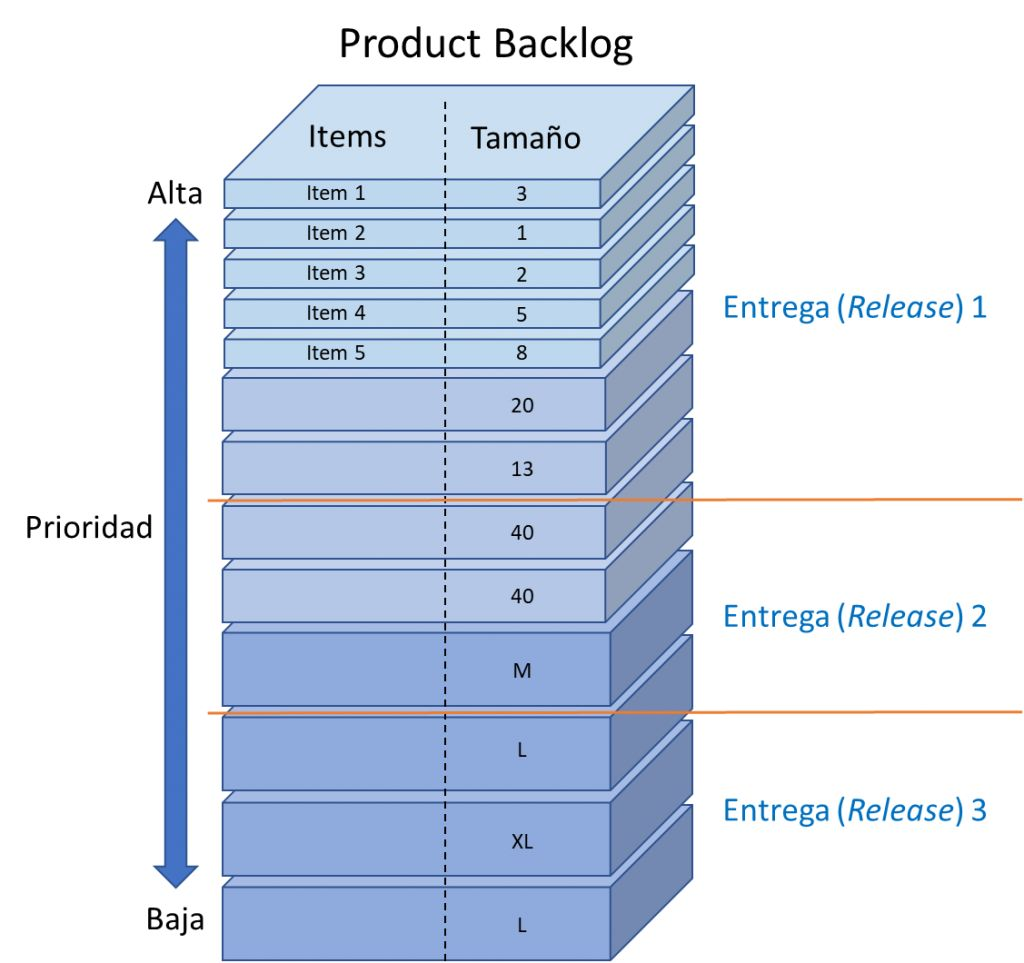 Product Backlog
Items Tamaño
Alta
Item 1 3
Item 2 1
Item 3 2
Item 4 5
Item 5 8
Entrega (Release) 1
20
13
Prioridad
40
40
Entrega (Release) 2
M
L
Entrega (Release) 3
XL
Baja
L